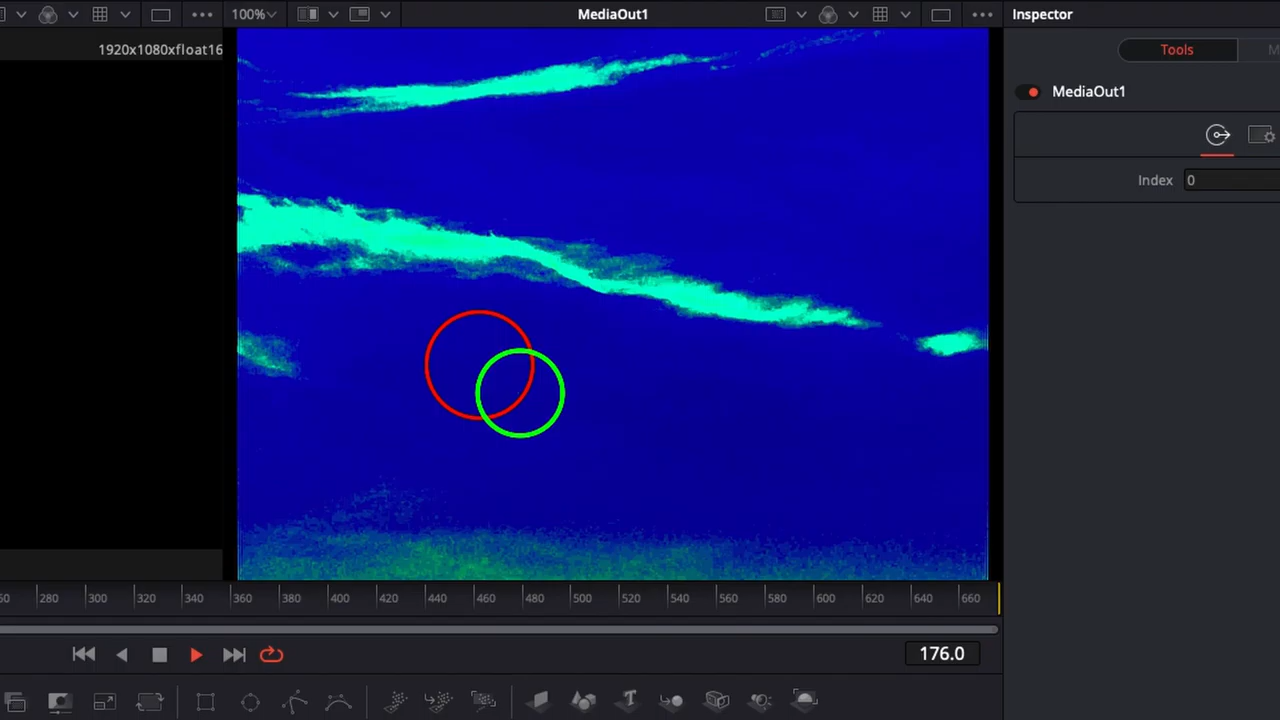 100%
MediaOut1
Inspector
1920x1080xfloat16
Tools
MediaOut1
Index 0
280 300 320 340 360 380 400 420 440 460 480 500 520 540 560 580 600 620 640 660
176.0
T